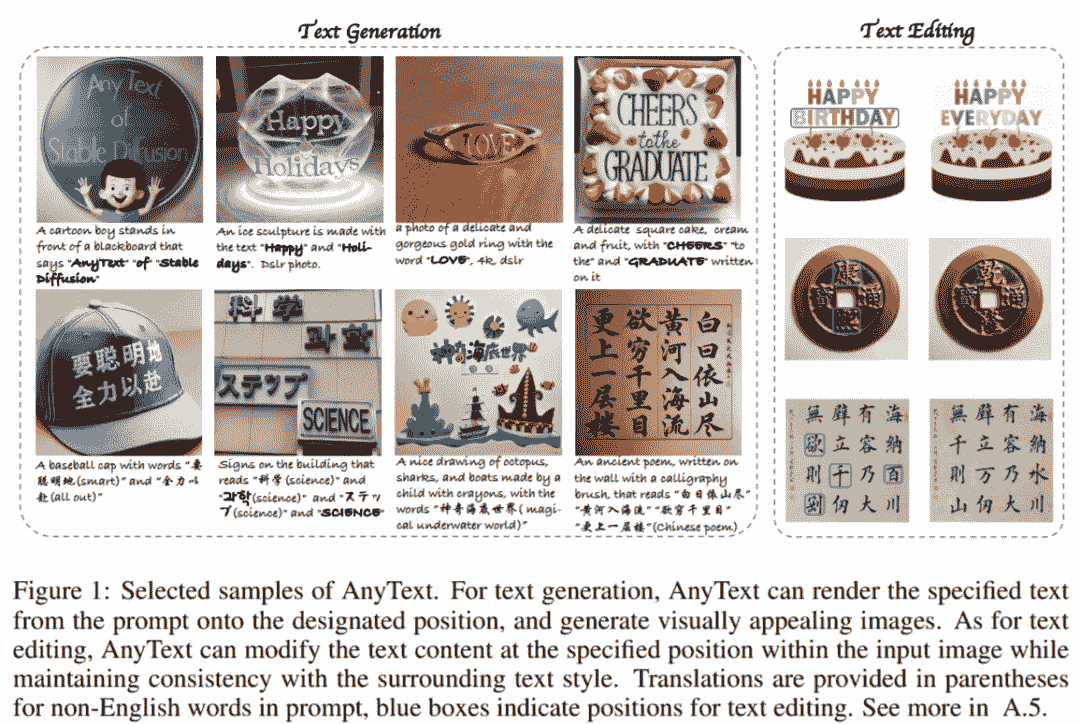 Text Generation
Text Editing
AnyText
of
Stable Diffusion
A cartoon boy stands in
front of a blackboard that
says "AnyText" "of" "Stable
Diffusion"
Happy
Holidays
An ice sculpture is made with
the text "Happy" and "Holi-
days". Dslr photo.
LOVE
a photo of a delicate and
gorgeous gold ring with the
word "LOVE", 4k, dslr
CHEERS
to the
GRADUATE
A delicate square cake, cream
and fruit, with "CHEERS" "to
the" and "GRADUATE" written
on it
要聪明地
全力以赴
A baseball cap with words "要
聪明地(smart)" and "全力以
赴(all out)"
科学
과학
ステップ
SCIENCE
Signs on the building that
reads "科学(science)" and
"과학(science)" and "ステッ
プ(science)" and "SCIENCE"
神奇海底世界
A nice drawing of octopus,
sharks, and boats made by a
child with crayons, with the
words "神奇海底世界(magi-
cal underwater world)"
白日依山尽
黄河入海流
欲穷千里目
更上一层楼
An ancient poem, written on
the wall with a calligraphy
brush, that reads "白日依山尽"
"黄河入海流" "欲穷千里目"
"更上一层楼"(Chinese poem)
HAPPY
BIRTHDAY
HAPPY
EVERYDAY
康熙通寳
乾隆通寳
海納百川
有容乃大
壁立千仞
無欲則剛
海納水川
有容乃大
壁立万仞
無千則山
Figure 1: Selected samples of AnyText. For text generation, AnyText can render the specified text
from the prompt onto the designated position, and generate visually appealing images. As for text
editing, AnyText can modify the text content at the specified position within the input image while
maintaining consistency with the surrounding text style. Translations are provided in parentheses
for non-English words in prompt, blue boxes indicate positions for text editing. See more in A.5.